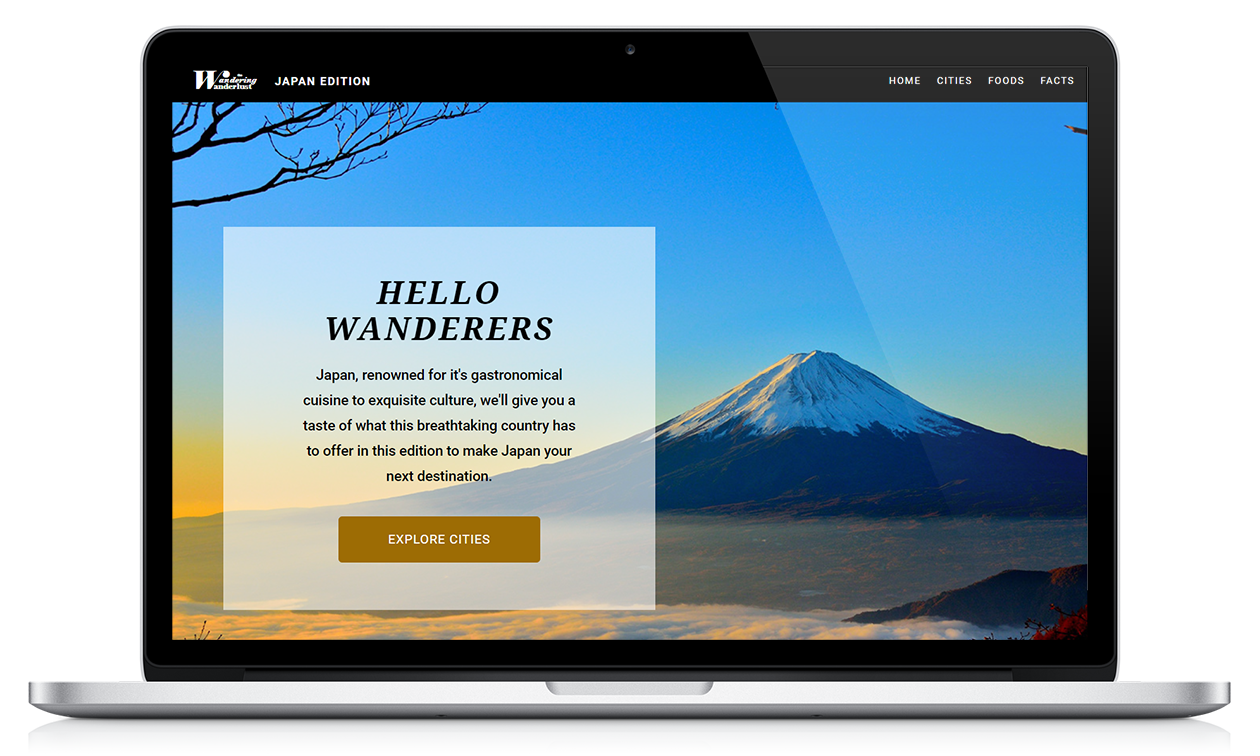 the
Wandering
Wanderlust
JAPAN EDITION
HOME CITIES FOODS FACTS
HELLO
WANDERERS
Japan, renowned for it's gastronomical
cuisine to exquisite culture, we'll give you a
taste of what this breathtaking country has
to offer in this edition to make Japan your
next destination.
EXPLORE CITIES